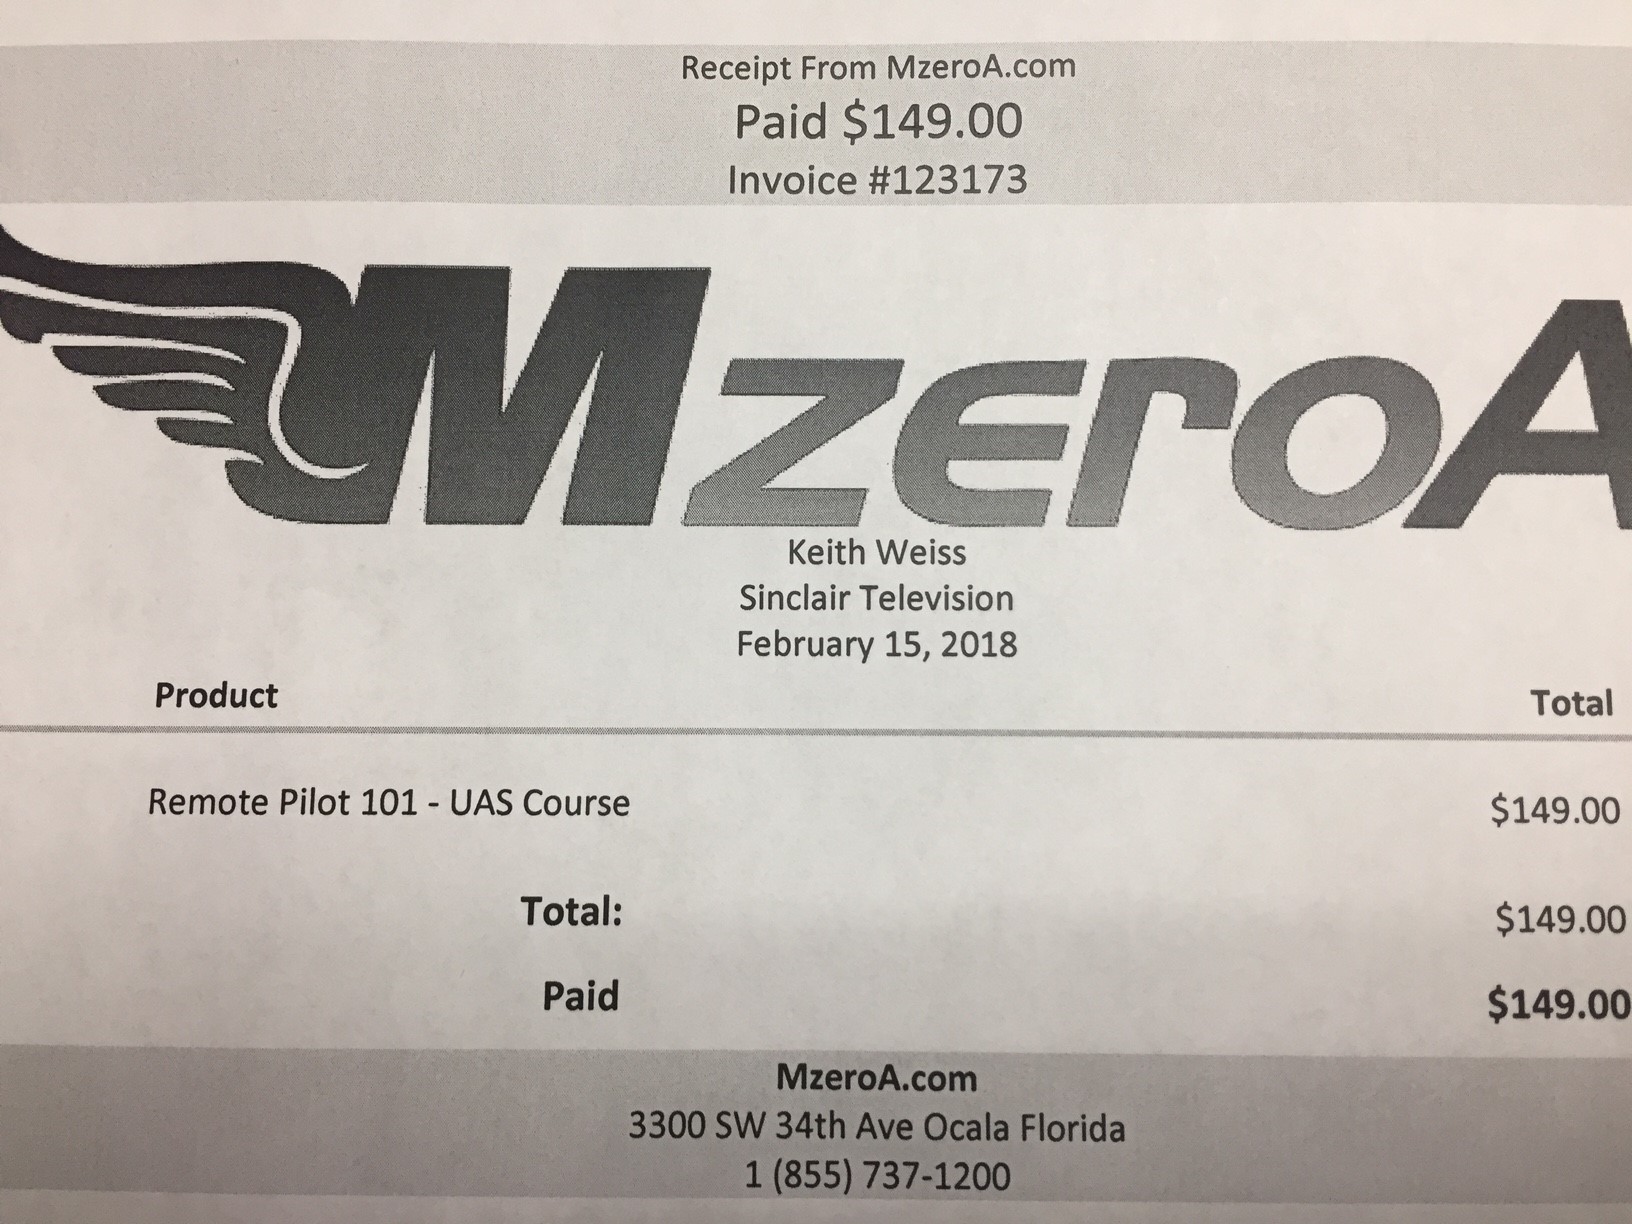 Receipt From MzeroA.com
Paid $149.00
Invoice #123173
MzeroA
Keith Weiss
Sinclair Television
February 15, 2018
Product Total
Remote Pilot 101 - UAS Course $149.00
Total: $149.00
Paid $149.00
MzeroA.com
3300 SW 34th Ave Ocala Florida
1 (855) 737-1200